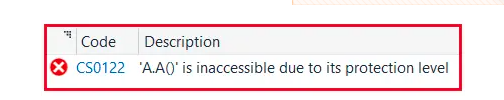 Code Description
CS0122 'A.A()' is inaccessible due to its protection level